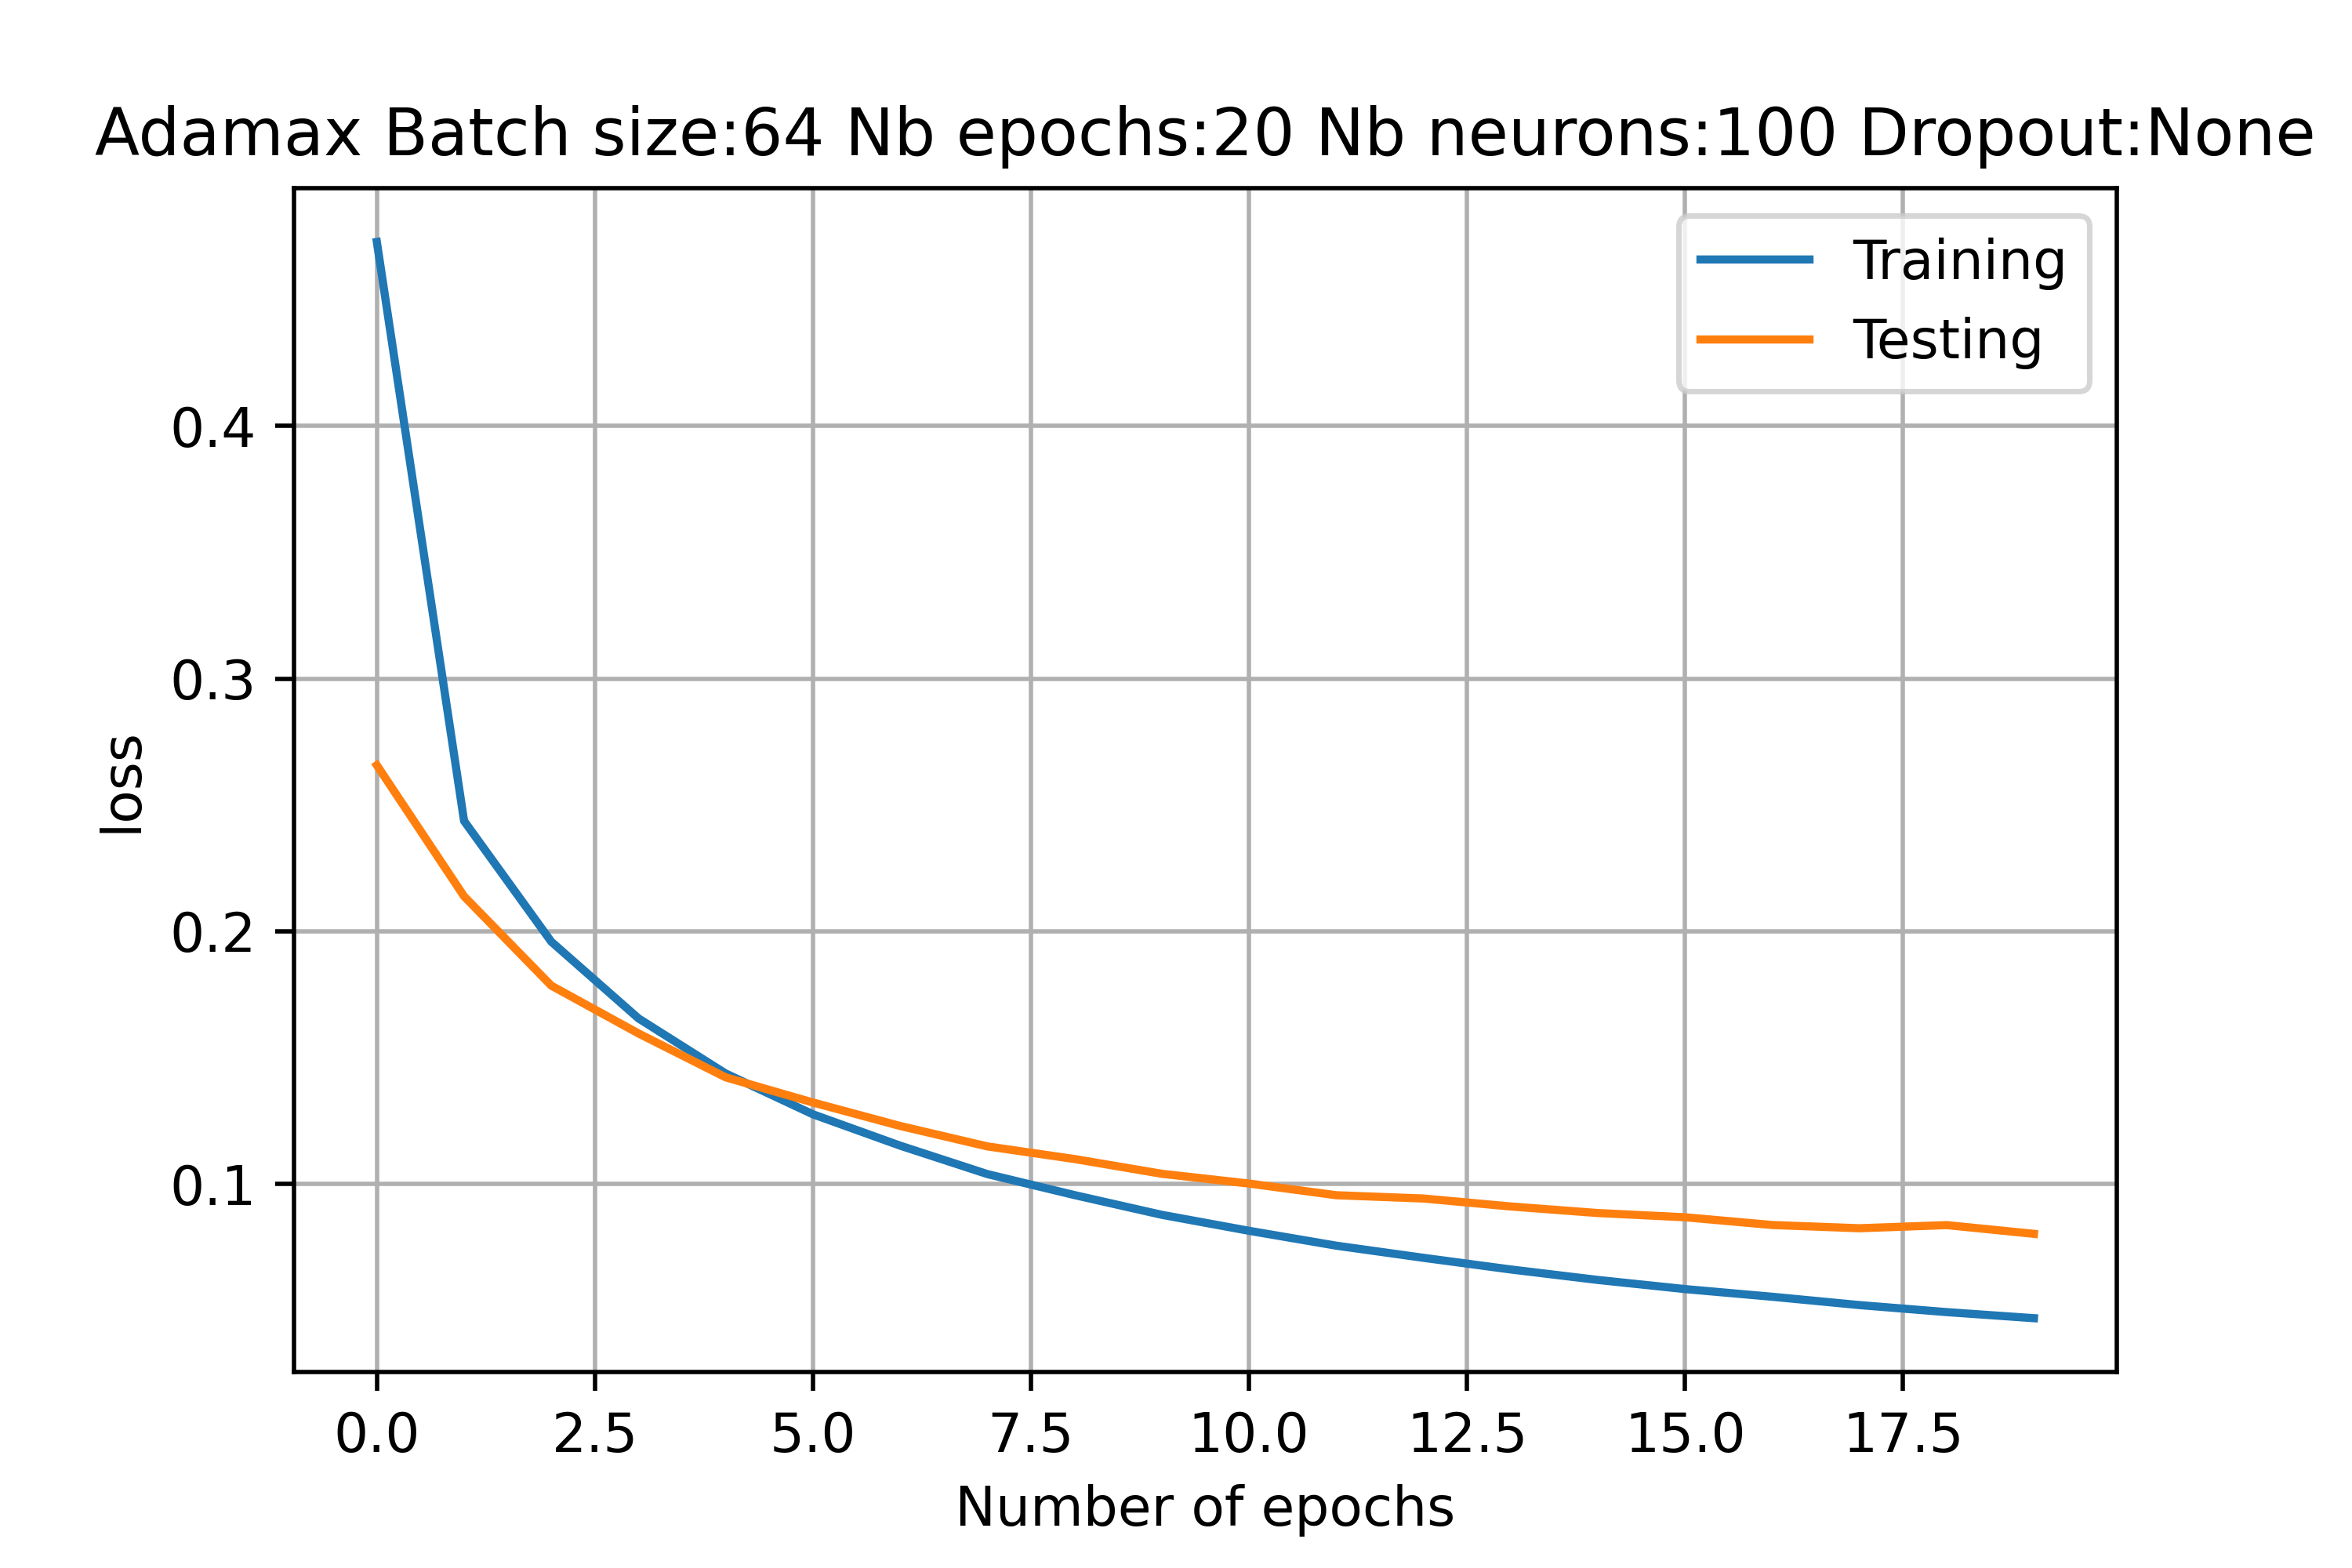 Adamax Batch size:64 Nb epochs:20 Nb neurons:100 Dropout:None
Training
Testing
0.4
0.3
0.2
0.1
loss
0.0 2.5 5.0 7.5 10.0 12.5 15.0 17.5
Number of epochs